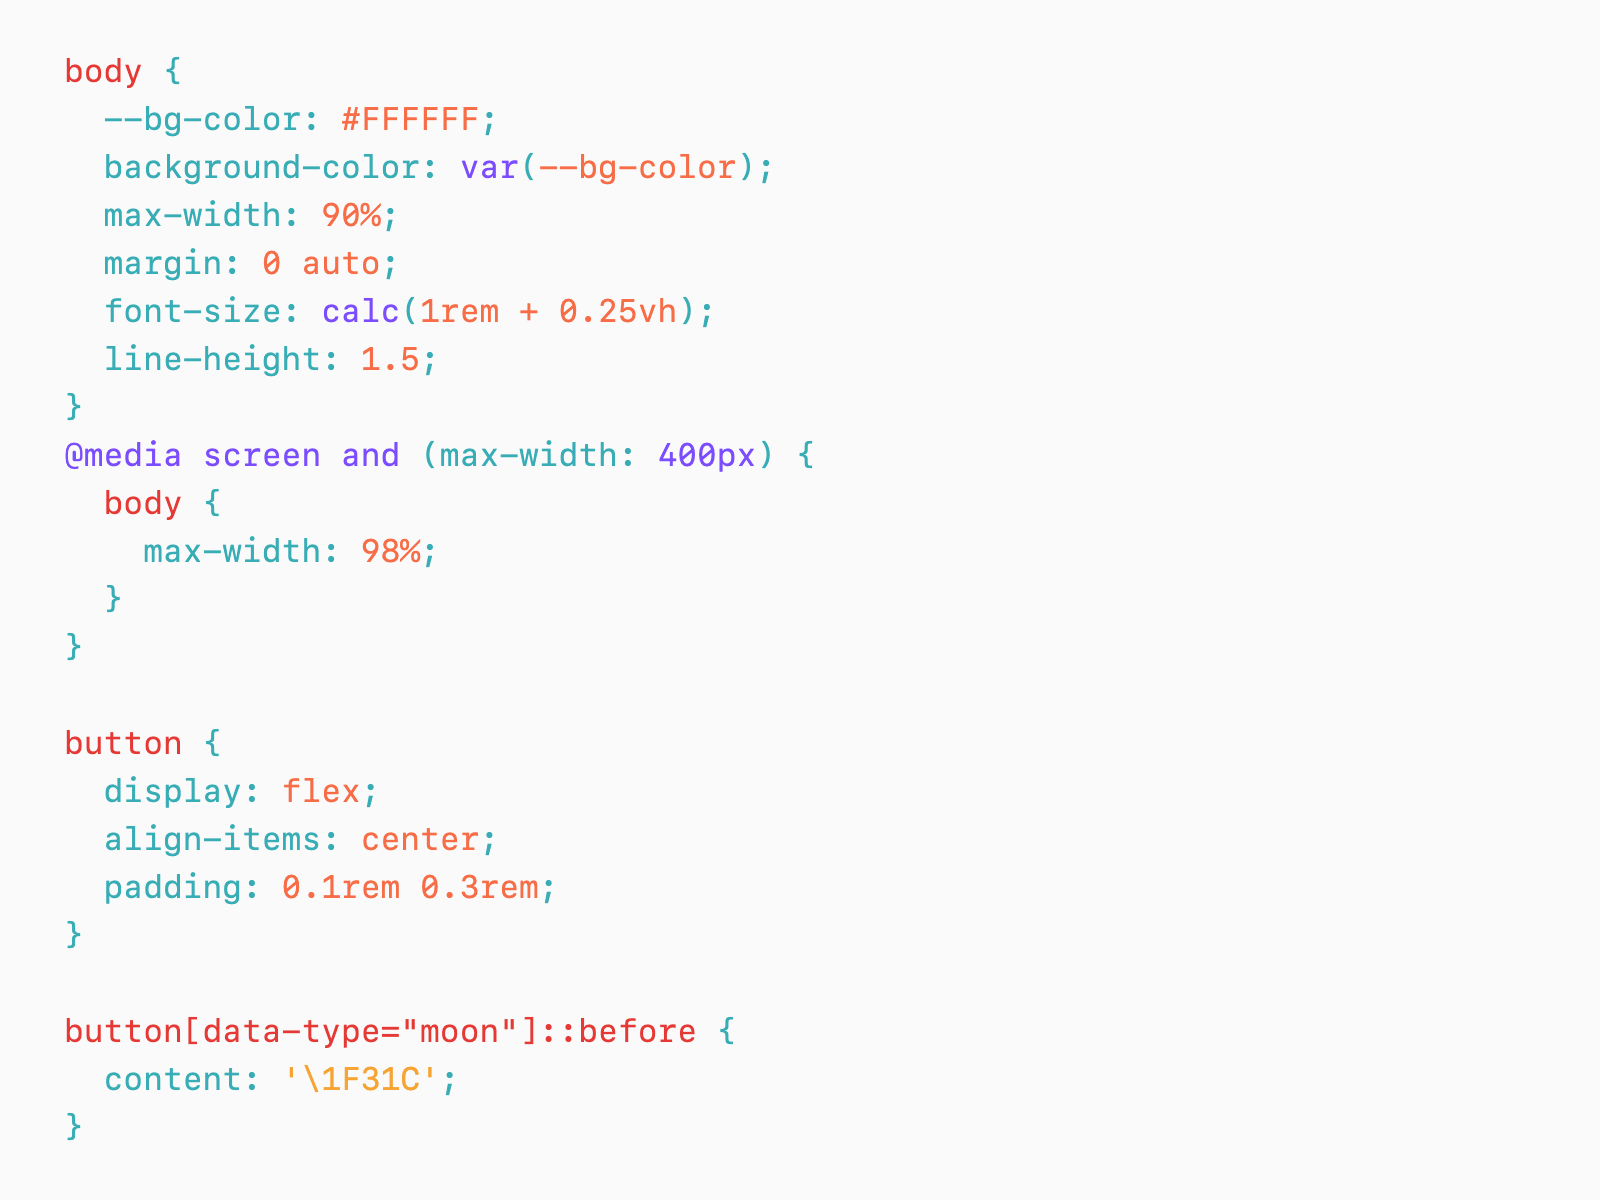 body {
  --bg-color: #FFFFFF;
  background-color: var(--bg-color);
  max-width: 90%;
  margin: 0 auto;
  font-size: calc(1rem + 0.25vh);
  line-height: 1.5;
}
@media screen and (max-width: 400px) {
  body {
    max-width: 98%;
  }
}

button {
  display: flex;
  align-items: center;
  padding: 0.1rem 0.3rem;
}

button[data-type="moon"]::before {
  content: '\1F31C';
}